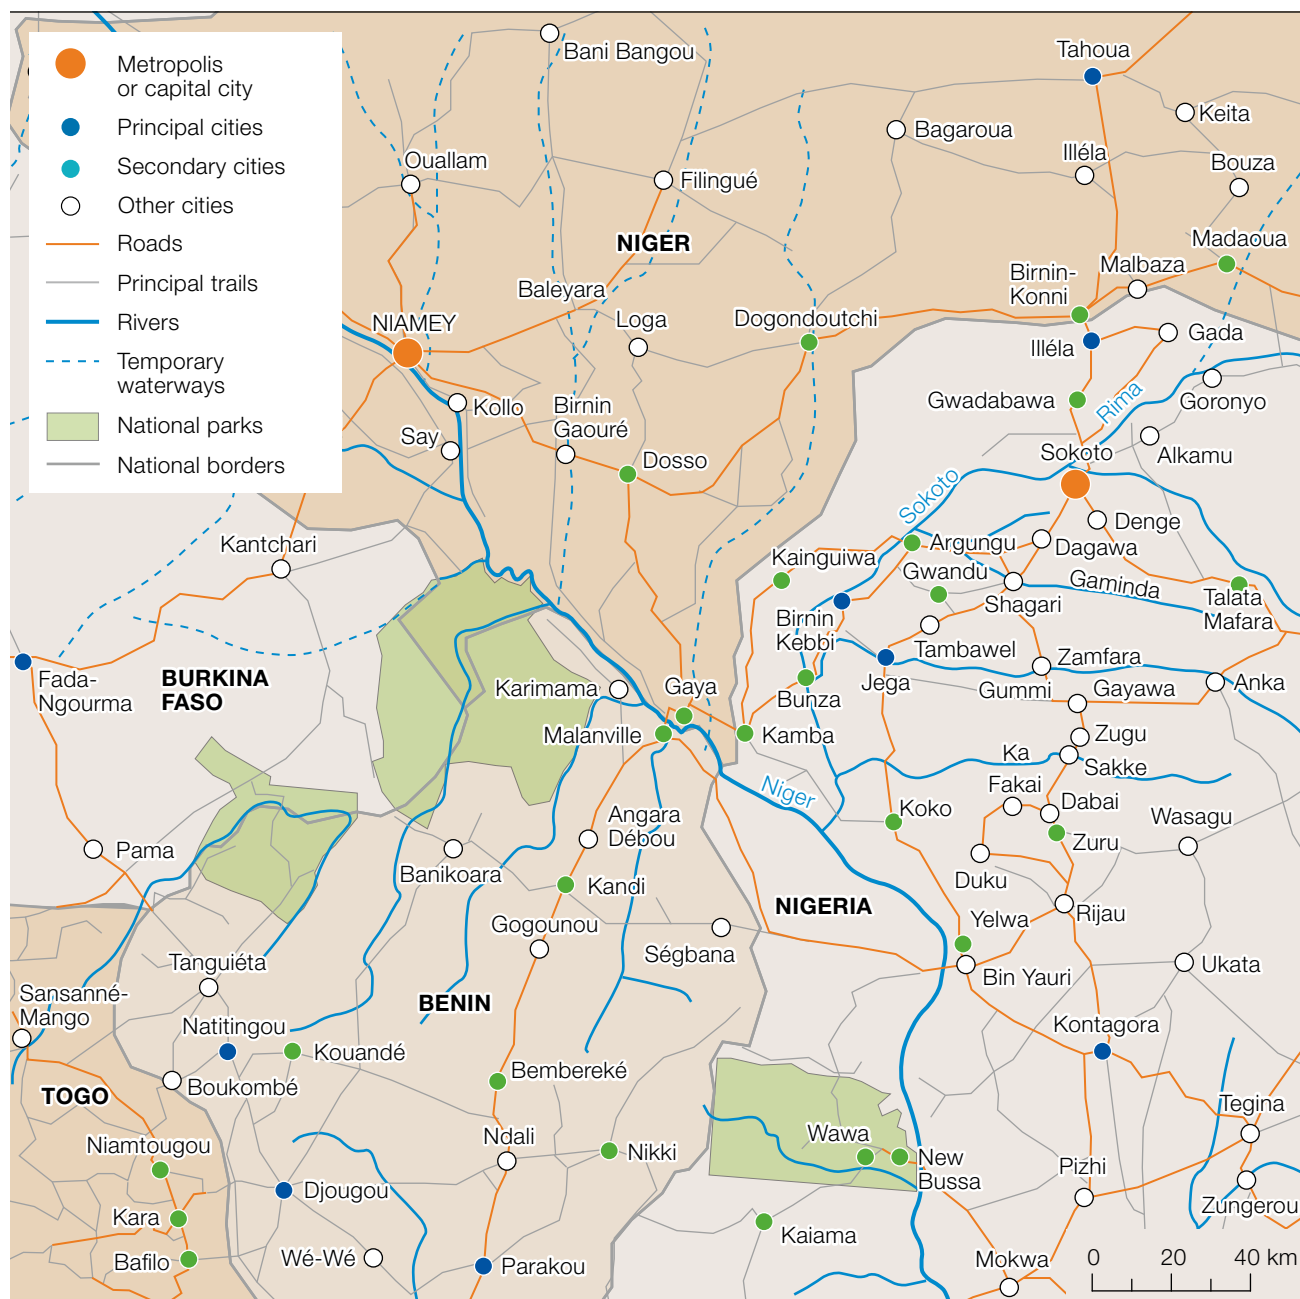 Metropolis
or capital city
Principal cities
Secondary cities
Other cities
Roads
Principal trails
Rivers
Temporary
waterways
National parks
National borders
Bani Bangou
Tahoua
Keita
Bagaroua
Ouallam
Filingué
Illéla
Bouza
NIGER
Madaoua
Malbaza
Birnin-
Konni
Baleyara
NIAMEY
Loga
Dogondoutchi
Illéla
Gada
Kollo
Birnin
Gaouré
Gwadabawa
Rima
Goronyo
Say
Dosso
Sokoto
Alkamu
Sokoto
Denge
Kantchari
Kainguiwa
Argungu
Dagawa
Gwandu
Gaminda
Shagari
Talata
Mafara
Birnin
Kebbi
Tambawel
Zamfara
Fada-
Ngourma
BURKINA
FASO
Karimama
Gaya
Bunza
Jega
Gummi
Gayawa
Anka
Malanville
Kamba
Zugu
Ka
Sakke
Niger
Fakai
Dabai
Koko
Wasagu
Angara
Débou
Zuru
Pama
Banikoara
Duku
Kandi
NIGERIA
Yelwa
Rijau
Gogounou
Ségbana
Tanguiéta
Bin Yauri
Ukata
Sansanné-
Mango
BENIN
Natitingou
Kouandé
Kontagora
Boukombé
Bembereké
TOGO
Tegina
Niamtougou
Ndali
Nikki
Wawa
New
Bussa
Pizhi
Djougou
Zungerou
Kara
Kaiama
Bafilo
Wé-Wé
Parakou
Mokwa
0 20 40 km